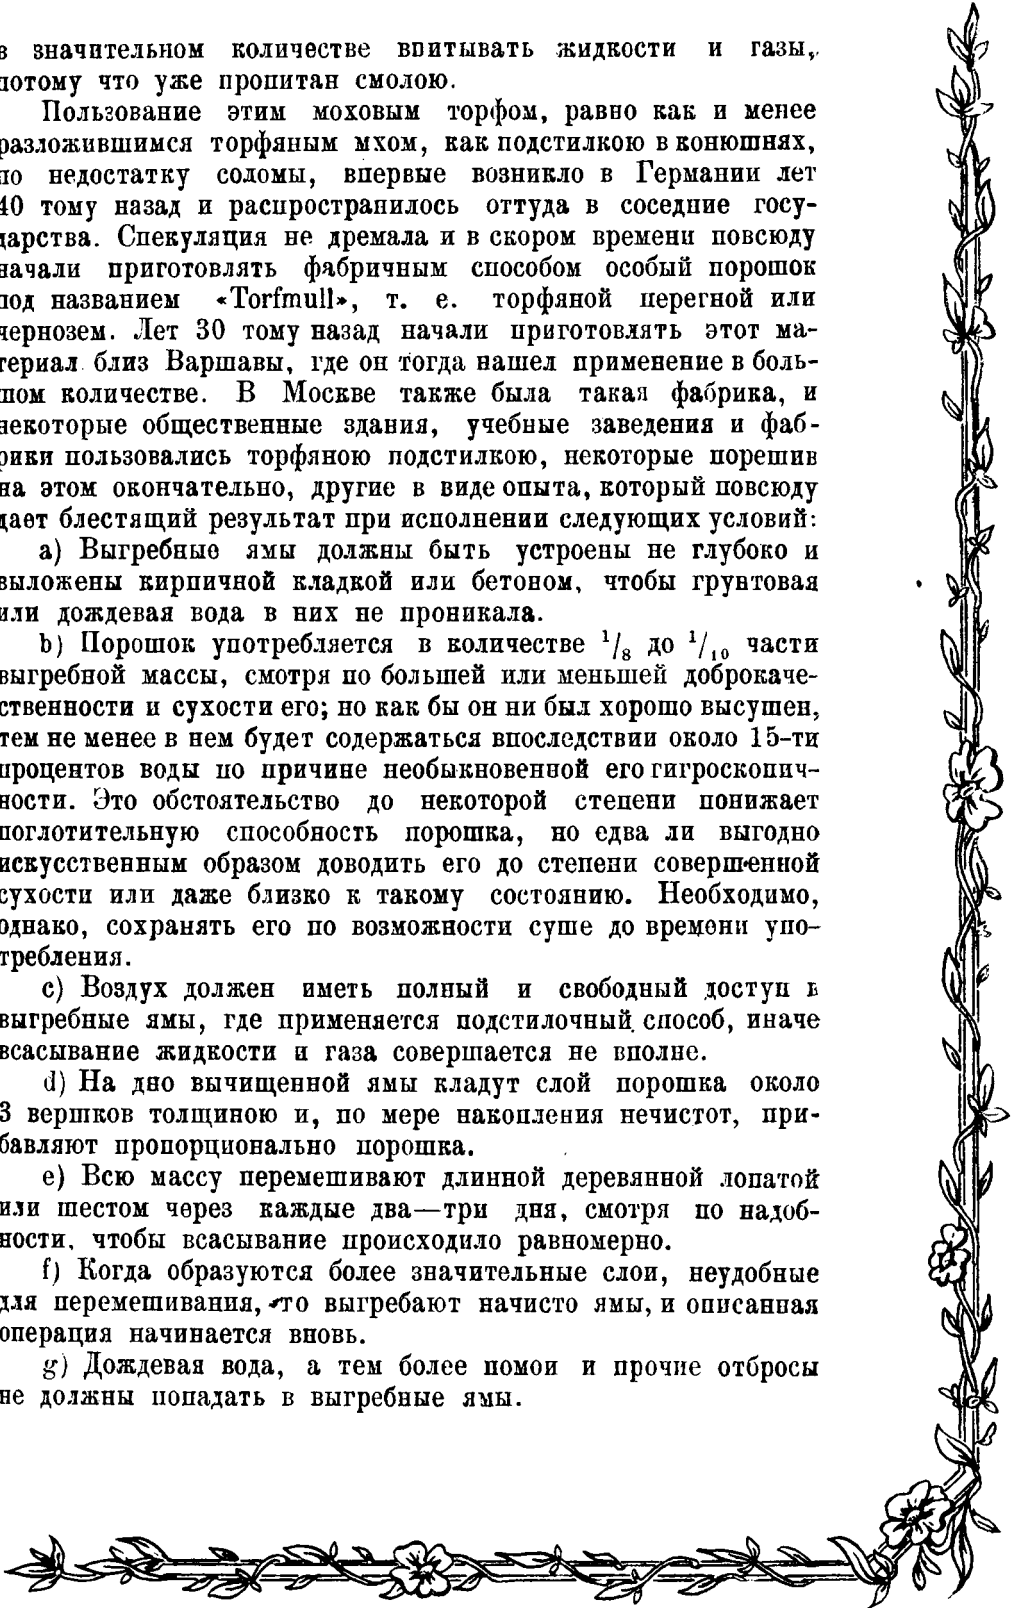 в значительном количестве впитывать жидкости и газы,
потому что уже пропитан смолою.
Пользование этим моховым торфом, равно как и менее
разложившимся торфяным мхом, как подстилкою в конюшнях,
по недостатку соломы, впервые возникло в Германии лет
40 тому назад и распространилось оттуда в соседние госу-
дарства. Спекуляция не дремала и в скором времени повсюду
начали приготовлять фабричным способом особый порошок
под названием «Torfmull», т. е. торфяной перегной или
чернозем. Лет 30 тому назад начали приготовлять этот ма-
териал близ Варшавы, где он тогда нашел применение в боль-
шом количестве. В Москве также была такая фабрика, и
некоторые общественные здания, учебные заведения и фаб-
рики пользовались торфяною подстилкою, некоторые порешив
на этом окончательно, другие в виде опыта, который повсюду
дает блестящий результат при исполнении следующих условий:
a) Выгребные ямы должны быть устроены не глубоко и
выложены кирпичной кладкой или бетоном, чтобы грунтовая
или дождевая вода в них не проникала.
b) Порошок употребляется в количестве 1/8 до 1/10 части
выгребной массы, смотря по большей или меньшей доброкаче-
ственности и сухости его; но как бы он ни был хорошо высушен,
тем не менее в нем будет содержаться впоследствии около 15-ти
процентов воды по причине необыкновенной его гигроскопич-
ности. Это обстоятельство до некоторой степени понижает
поглотительную способность порошка, но едва ли выгодно
искусственным образом доводить его до степени совершенной
сухости или даже близко к такому состоянию. Необходимо,
однако, сохранять его по возможности суше до времени упо-
требления.
c) Воздух должен иметь полный и свободный доступ в
выгребные ямы, где применяется подстилочный способ, иначе
всасывание жидкости и газа совершается не вполне.
d) На дно вычищенной ямы кладут слой порошка около
3 вершков толщиною и, по мере накопления нечистот, при-
бавляют пропорционально порошка.
e) Всю массу перемешивают длинной деревянной лопатой
или шестом через каждые два—три дня, смотря по надоб-
ности, чтобы всасывание происходило равномерно.
f) Когда образуются более значительные слои, неудобные
для перемешивания, то выгребают начисто ямы, и описанная
операция начинается вновь.
g) Дождевая вода, а тем более помои и прочие отбросы
не должны попадать в выгребные ямы.